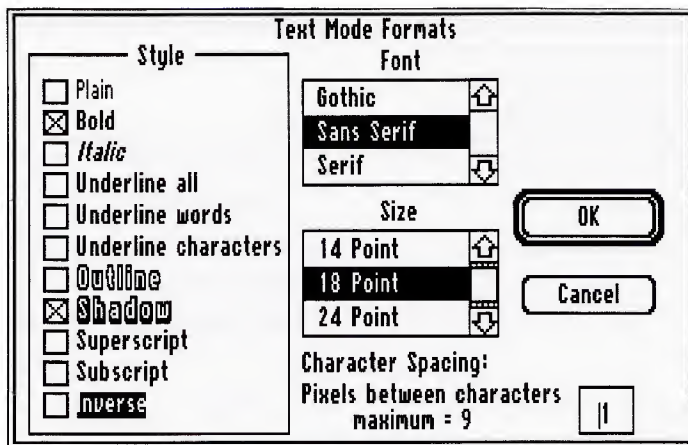 Text Mode Formats
Style
Plain
Bold
Italic
Underline all
Underline words
Underline characters
Outline
Shadow
Superscript
Subscript
Inverse
Font
Gothic
Sans Serif
Serif
Size
14 Point
18 Point
24 Point
Character Spacing:
Pixels between characters
maximum = 9
1
OK
Cancel